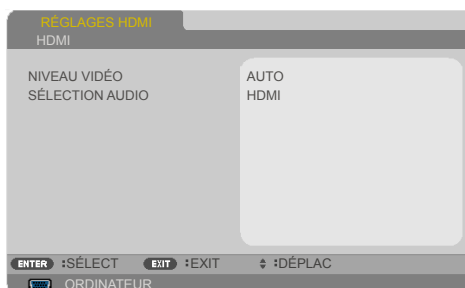 RÉGLAGES HDMI
HDMI
NIVEAU VIDÉO AUTO
SÉLECTION AUDIO HDMI
ENTER :SÉLECT EXIT :EXIT :DÉPLAC
ORDINATEUR